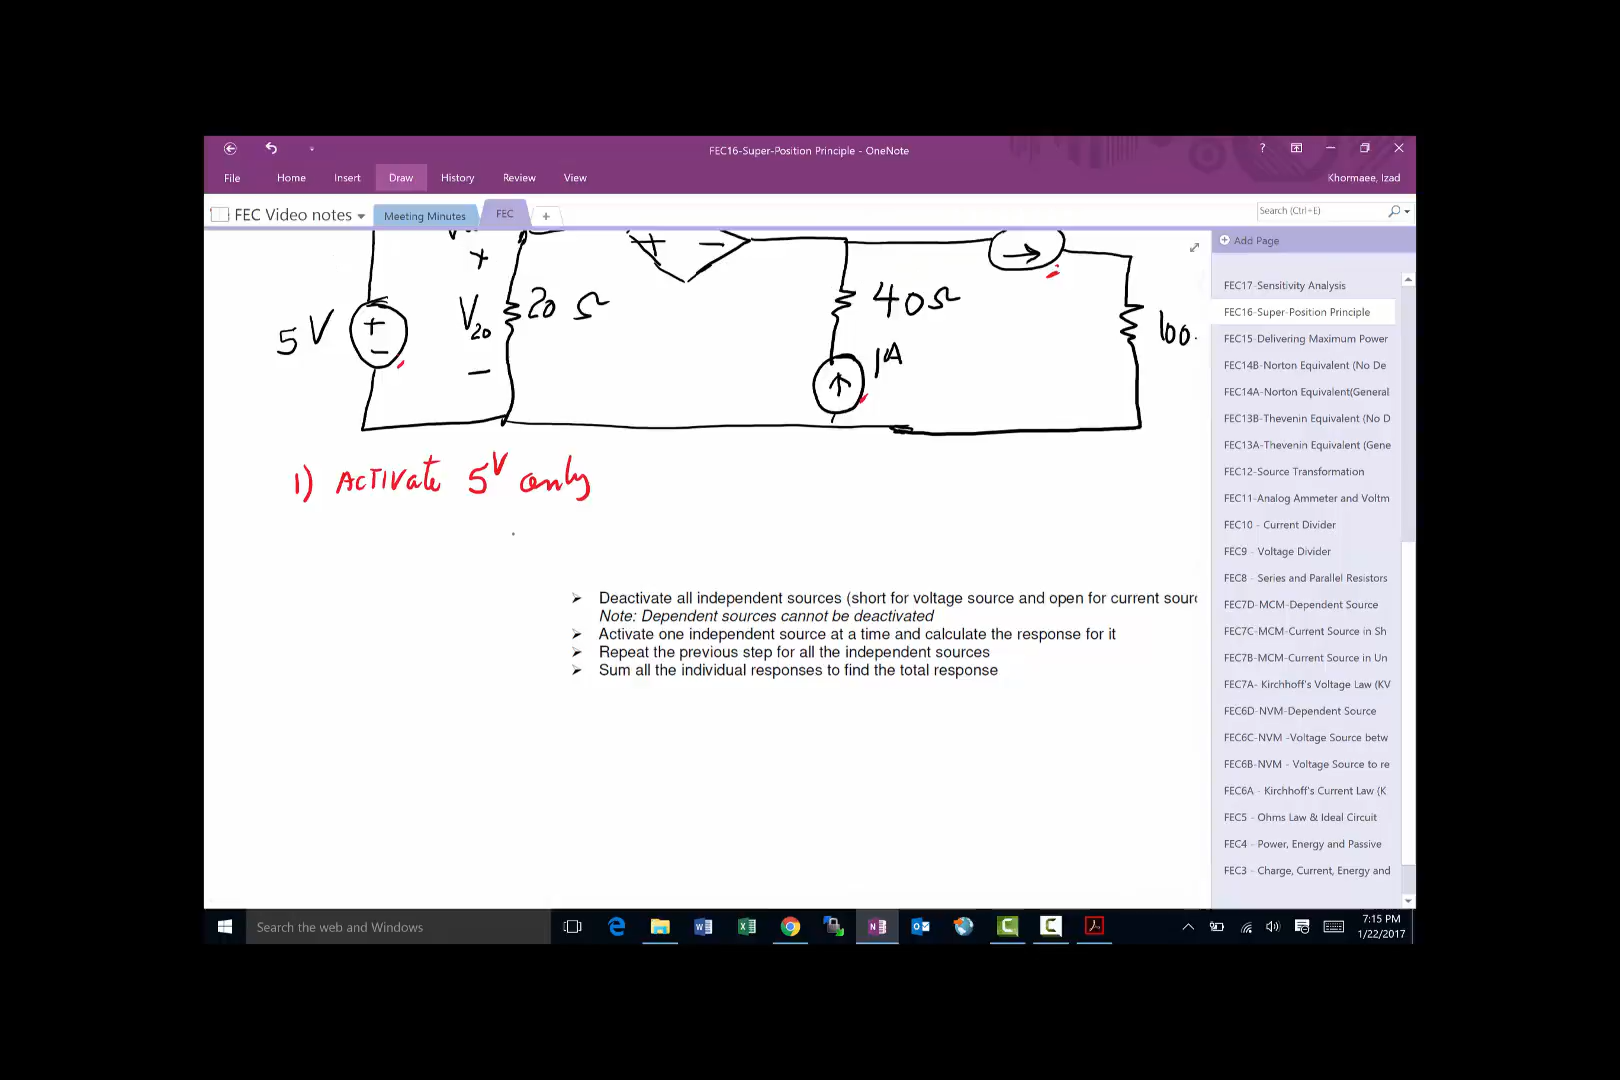 FEC16-Super-Position Principle - OneNote
?
File Home Insert Draw History Review View
Khormaee, Izad
FEC Video notes
Meeting Minutes
FEC
+
Search (Ctrl+E)
Add Page
+ -
+
V20
-
20 Ω
5 V
+
-
40 Ω
1A
100
1) Activate 5V only
➢ Deactivate all independent sources (short for voltage source and open for current sourc
Note: Dependent sources cannot be deactivated
➢ Activate one independent source at a time and calculate the response for it
➢ Repeat the previous step for all the independent sources
➢ Sum all the individual responses to find the total response
FEC17-Sensitivity Analysis
FEC16-Super-Position Principle
FEC15-Delivering Maximum Power
FEC14B-Norton Equivalent (No De
FEC14A-Norton Equivalent(General
FEC13B-Thevenin Equivalent (No D
FEC13A-Thevenin Equivalent (Gene
FEC12-Source Transformation
FEC11-Analog Ammeter and Voltm
FEC10 - Current Divider
FEC9 - Voltage Divider
FEC8 - Series and Parallel Resistors
FEC7D-MCM-Dependent Source
FEC7C-MCM-Current Source in Sh
FEC7B-MCM-Current Source in Un
FEC7A- Kirchhoff's Voltage Law (KV
FEC6D-NVM-Dependent Source
FEC6C-NVM -Voltage Source betw
FEC6B-NVM - Voltage Source to re
FEC6A - Kirchhoff's Current Law (K
FEC5 - Ohms Law & Ideal Circuit
FEC4 - Power, Energy and Passive
FEC3 - Charge, Current, Energy and
Search the web and Windows
7:15 PM
1/22/2017